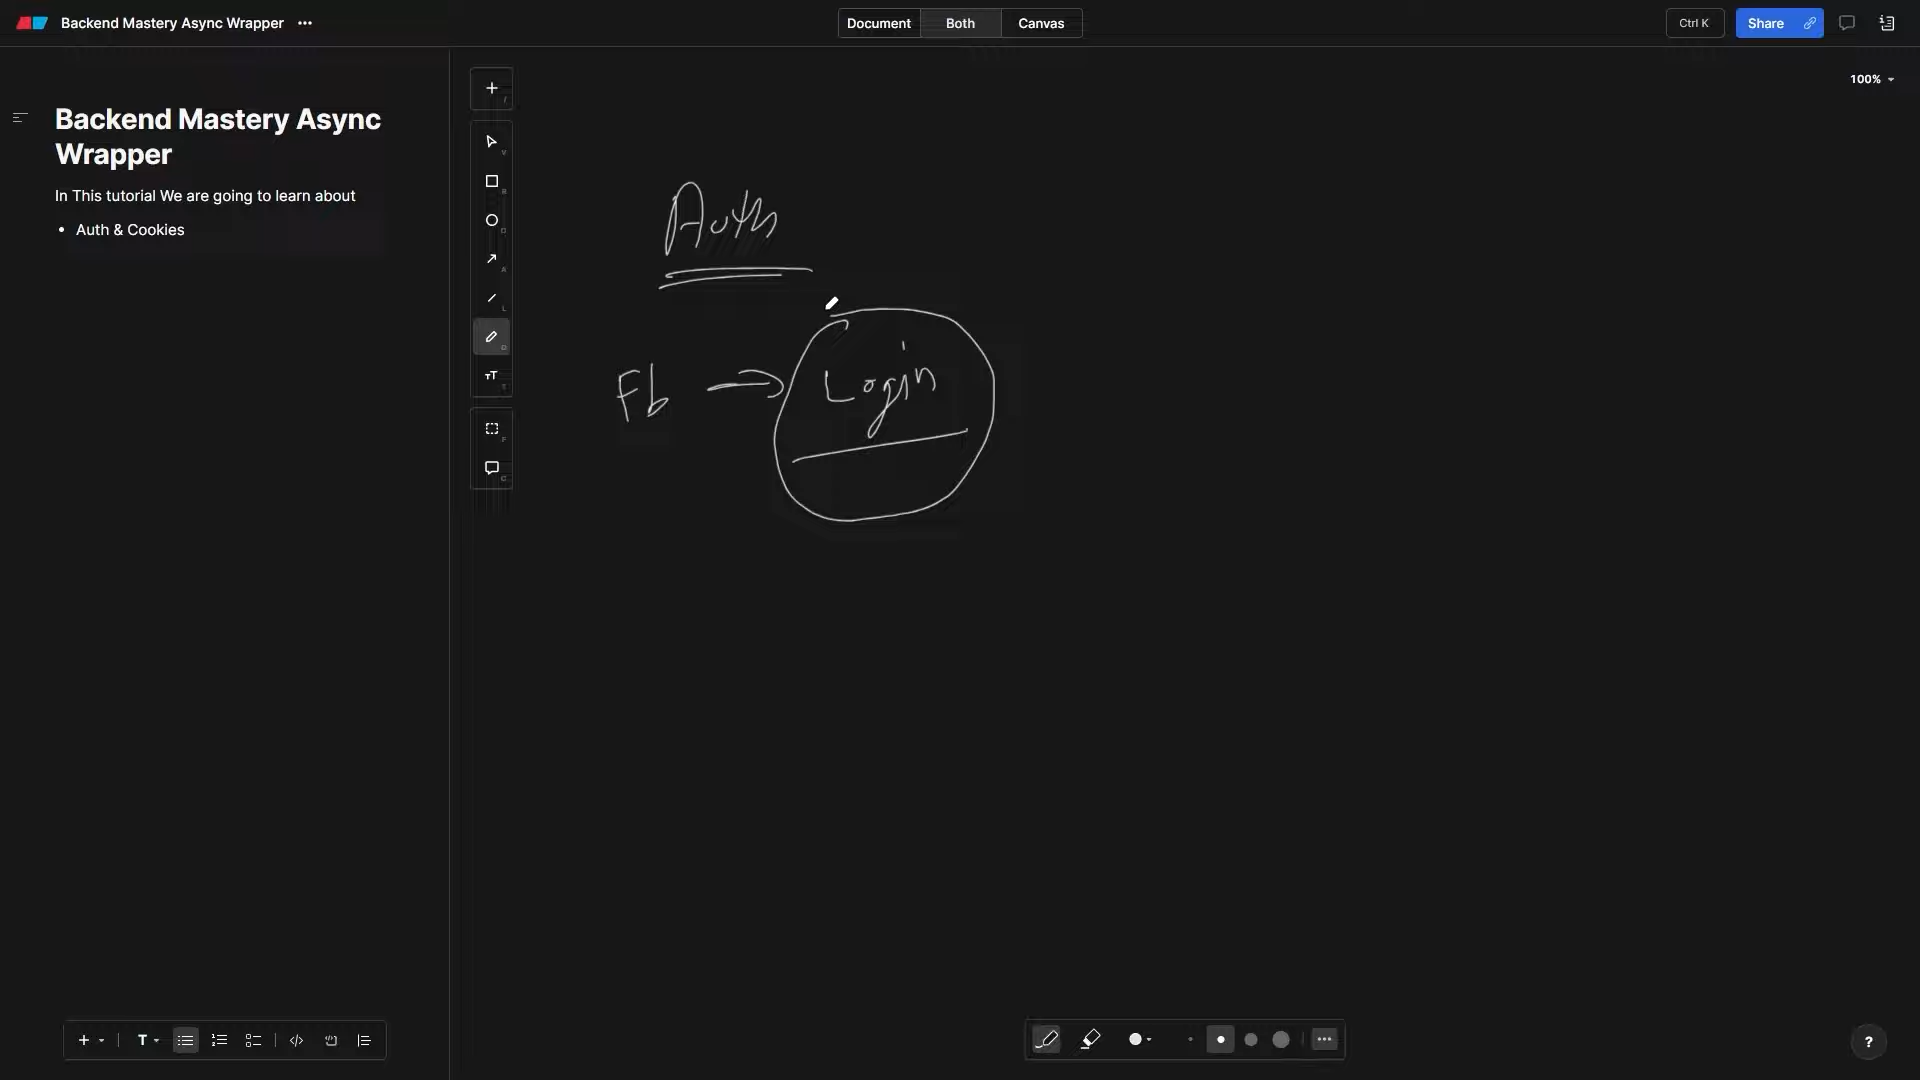 Backend Mastery Async Wrapper
Document
Both
Canvas
Ctrl K
Share
100%
Backend Mastery Async
Wrapper
In This tutorial We are going to learn about
• Auth & Cookies
Auth
Fb
Login
T
?